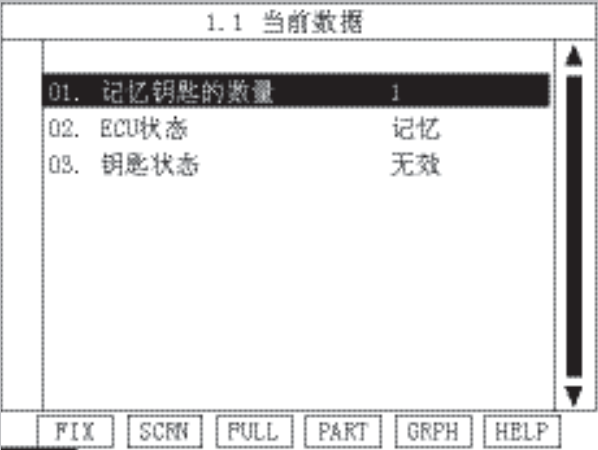 1.1 当前数据
01. 记忆钥匙的数量 1
02. ECU状态 记忆
03. 钥匙状态 无效
FIX SCRN FULL PART GRPH HELP